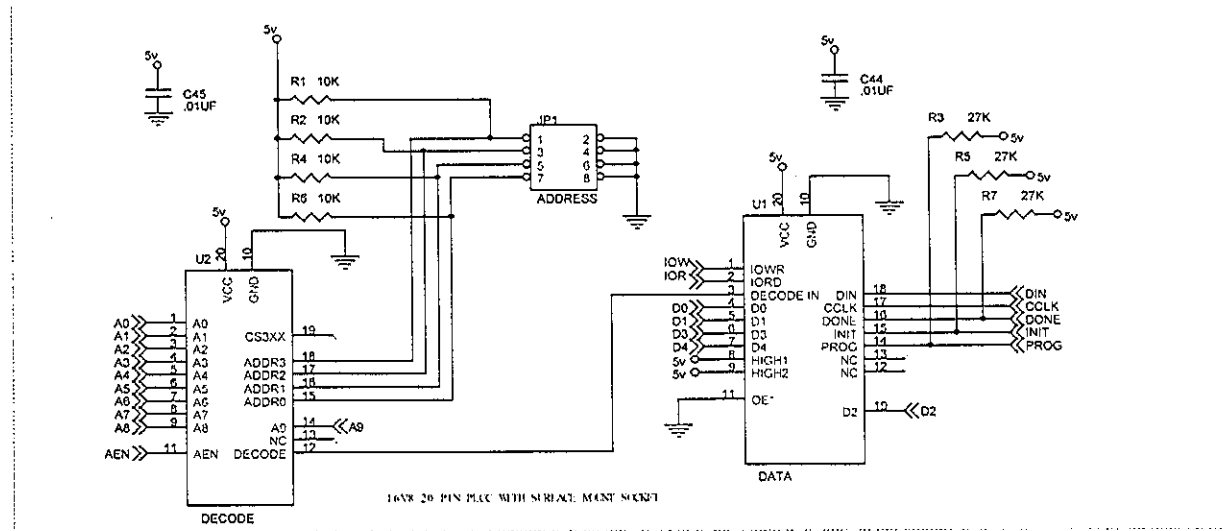 5v
5v
5v
C45
.01UF
C44
.01UF
R1 10K
R2 10K
R4 10K
R6 10K
JP1
1 2
3 4
5 6
7 8
ADDRESS
R3 27K
5v
R5 27K
5v
R7 27K
5v
5v
U2
20
10
VCC
GND
A0 1 A0
A1 2 A1
A2 3 A2
A3 4 A3
A4 5 A4
A5 6 A5
A6 7 A6
A7 8 A7
A8 9 A8
AEN 11 AEN
CS3XX 19
ADDR3 18
ADDR2 17
ADDR1 16
ADDR0 15
A9 14 A9
NC 13
DECODE 12
DECODE
5v
U1
20
10
VCC
GND
IOW 1 IOWR
IOR 2 IORD
3 DECODE IN
D0 4 D0
D1 5 D1
D3 6 D3
D4 7 D4
5v 8 HIGH1
5v 9 HIGH2
11 OE*
DIN 18 DIN
CCLK 17 CCLK
DONE 16 DONE
INIT 15 INIT
PROG 14 PROG
NC 13
NC 12
D2 19 D2
DATA
16V8 20 PIN PLCC WITH SURFACE MOUNT SOCKET